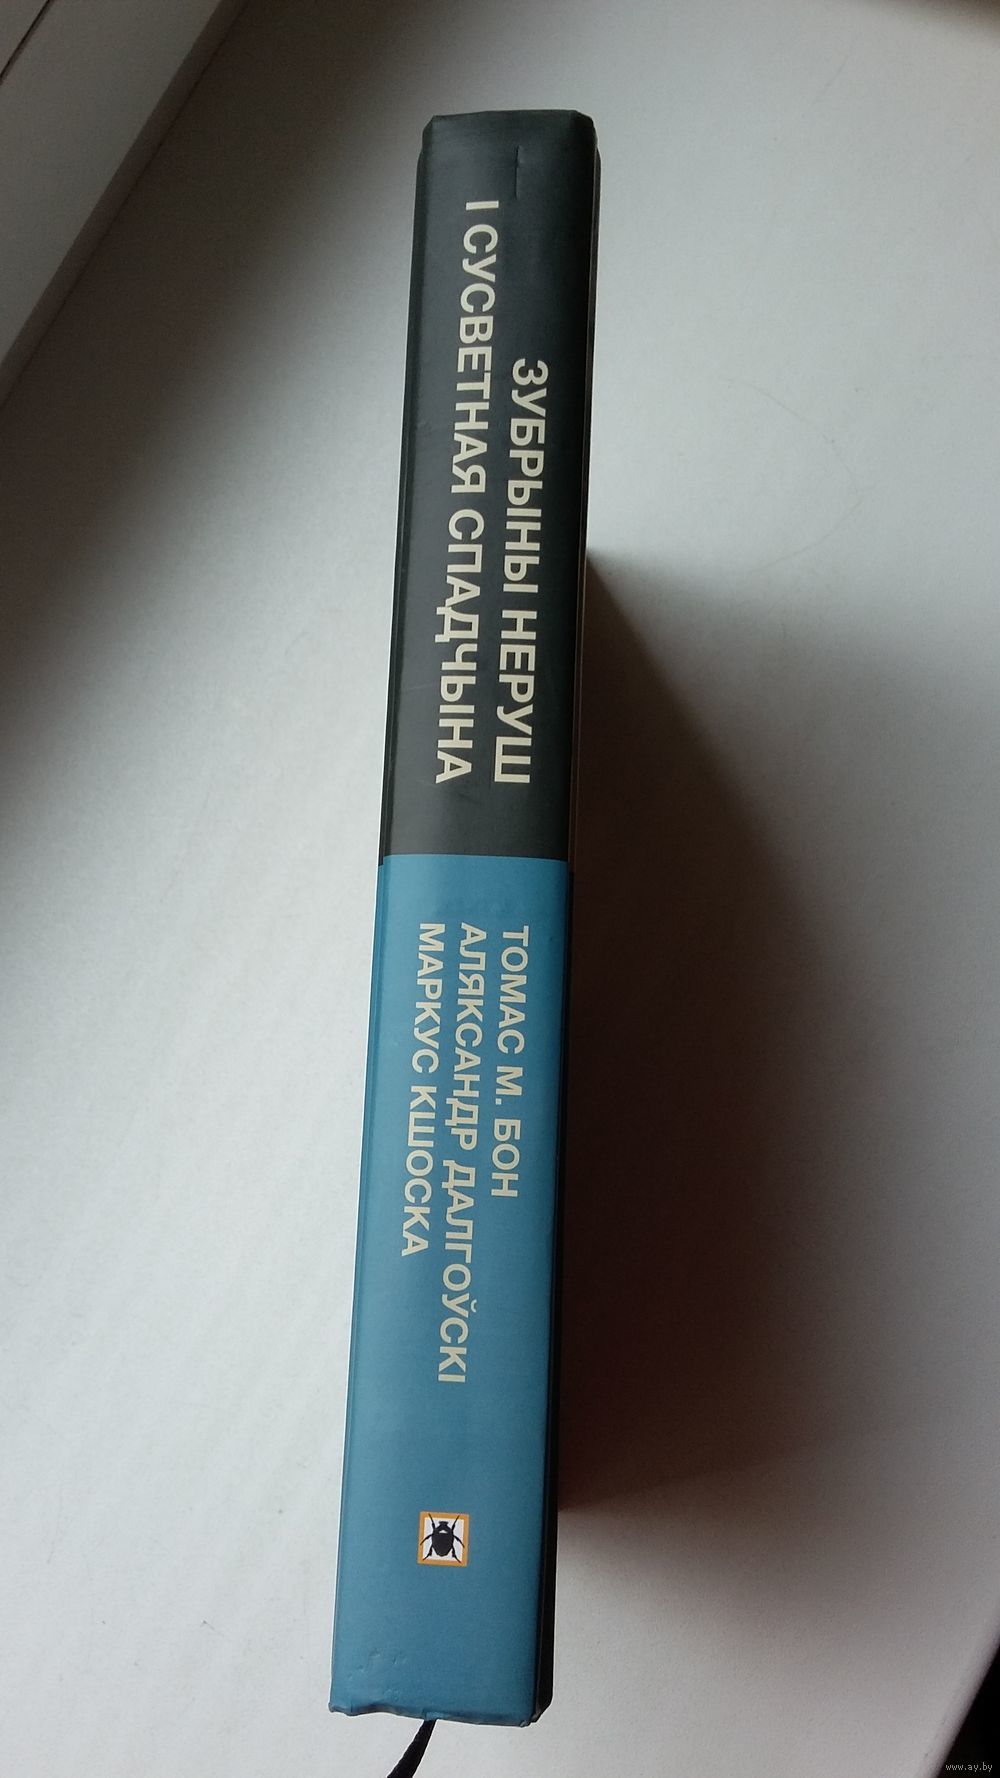 ЗУБРЫНЫ НЕРУШ
І СУСВЕТНАЯ СПАДЧЫНА
ТОМАС М. БОН
АЛЯКСАНДР ДАЛГОЎСКІ
МАРКУС КШОСКА
www.ay.by